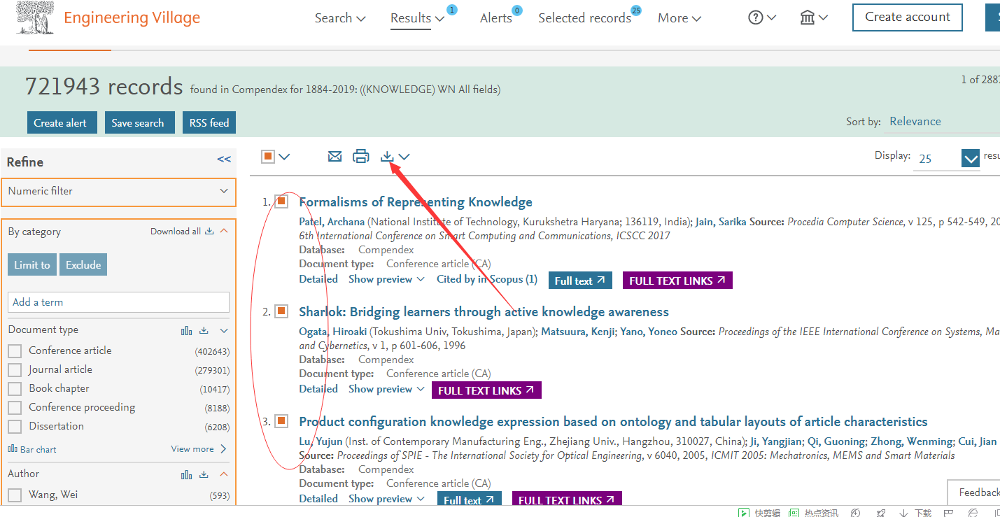 Engineering Village
Search
Results
1
Alerts
0
Selected records
25
More
Create account
721943 records found in Compendex for 1884-2019: ((KNOWLEDGE) WN All fields)
1 of 2887
Create alert
Save search
RSS feed
Sort by: Relevance
Refine
<<
Display: 25
Numeric filter
By category
Download all
Limit to
Exclude
Add a term
Document type
Conference article (402643)
Journal article (279301)
Book chapter (10417)
Conference proceeding (8188)
Dissertation (6208)
Bar chart
View more
Author
Wang, Wei (593)
1. Formalisms of Representing Knowledge
Patel, Archana (National Institute of Technology, Kurukshetra Haryana; 136119, India); Jain, Sarika Source: Procedia Computer Science, v 125, p 542-549, 20
6th International Conference on Smart Computing and Communications, ICSCC 2017
Database: Compendex
Document type: Conference article (CA)
Detailed Show preview Cited by in Scopus (1) Full text FULL TEXT LINKS
2. Sharlok: Bridging learners through active knowledge awareness
Ogata, Hiroaki (Tokushima Univ, Tokushima, Japan); Matsuura, Kenji; Yano, Yoneo Source: Proceedings of the IEEE International Conference on Systems, Ma
and Cybernetics, v 1, p 601-606, 1996
Database: Compendex
Document type: Conference article (CA)
Detailed Show preview FULL TEXT LINKS
3. Product configuration knowledge expression based on ontology and tabular layouts of article characteristics
Lu, Yujun (Inst. of Contemporary Manufacturing Eng., Zhejiang Univ., Hangzhou, 310027, China); Ji, Yangjian; Qi, Guoning; Zhong, Wenming; Cui, Jian
Source: Proceedings of SPIE - The International Society for Optical Engineering, v 6040, 2005, ICMIT 2005: Mechatronics, MEMS and Smart Materials
Database: Compendex
Document type: Conference article (CA)
Detailed Show preview Full text FULL TEXT LINKS
Feedback
快剪辑 热点资讯 下载